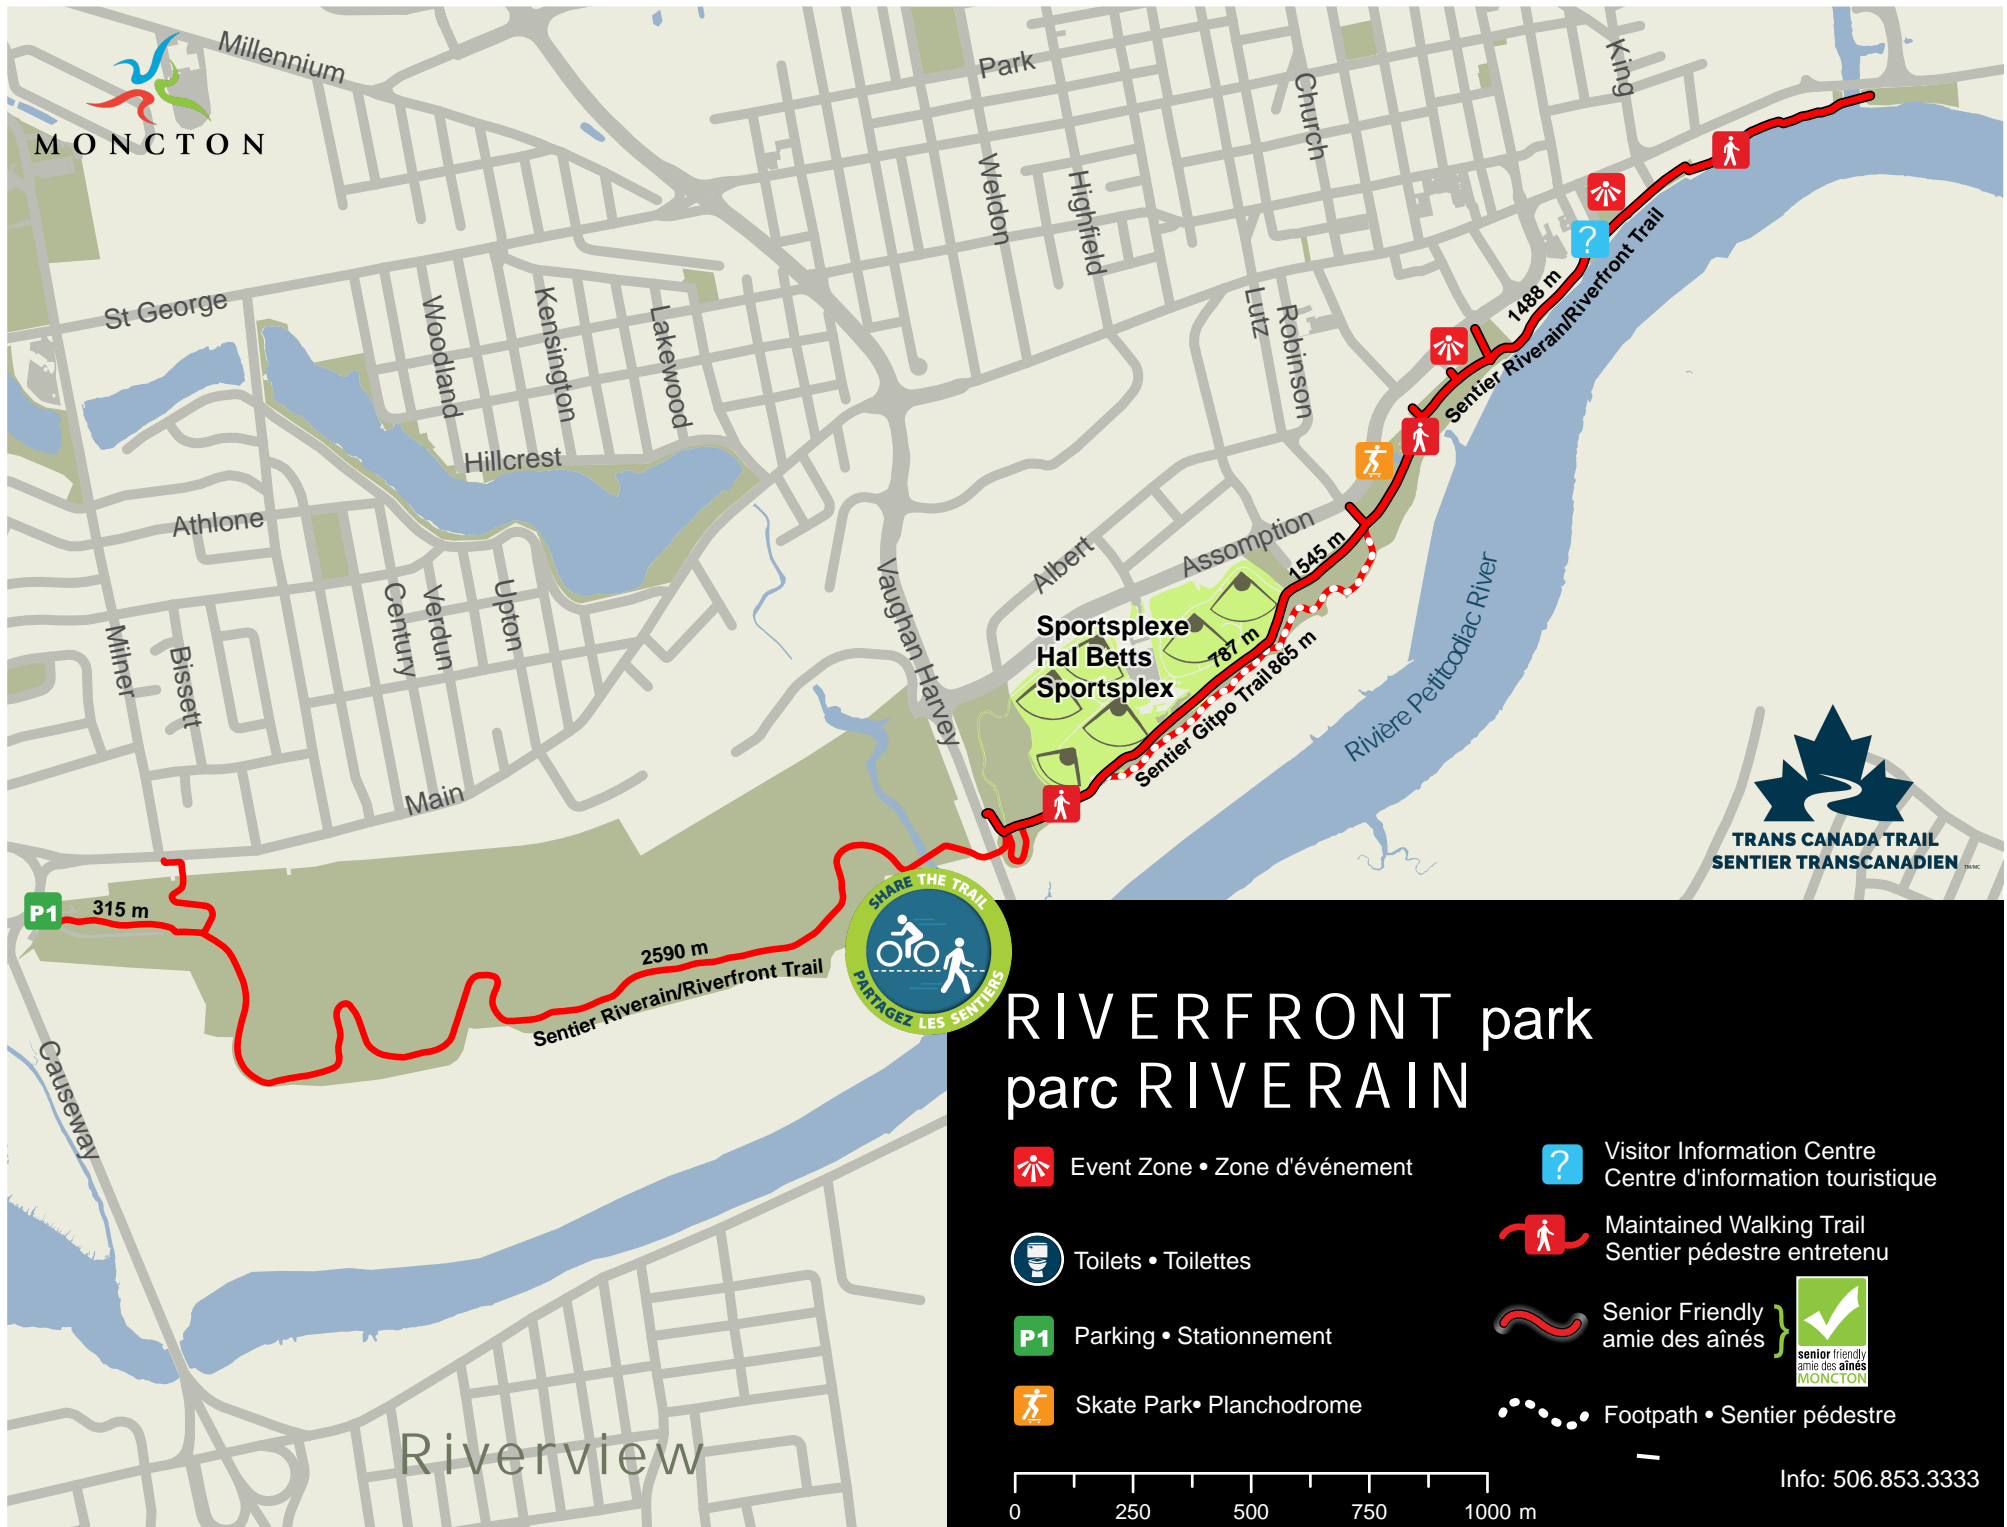 MONCTON
Millennium
Park
Church
King
Weldon
Highfield
St George
Woodland
Kensington
Lakewood
Lutz
Robinson
1488 m
Sentier Riverain/Riverfront Trail
Hillcrest
Athlone
Century
Verdun
Upton
Milner
Bissett
Vaughan Harvey
Albert
Assomption
1545 m
Sportsplexe
Hal Betts
Sportsplex
787 m
865 m
Sentier Gitpo Trail
Rivière Petitcodiac River
Main
P1
315 m
2590 m
Sentier Riverain/Riverfront Trail
SHARE THE TRAIL
PARTAGEZ LES SENTIERS
TRANS CANADA TRAIL
SENTIER TRANSCANADIEN
Causeway
Riverview
RIVERFRONT park
parc RIVERAIN
Event Zone • Zone d'événement
Toilets • Toilettes
P1
Parking • Stationnement
Skate Park• Planchodrome
?
?
Visitor Information Centre
Centre d'information touristique
Maintained Walking Trail
Sentier pédestre entretenu
Senior Friendly
amie des aînés
}
senior friendly
amie des aînés
MONCTON
Footpath • Sentier pédestre
Info: 506.853.3333
0 250 500 750 1000 m